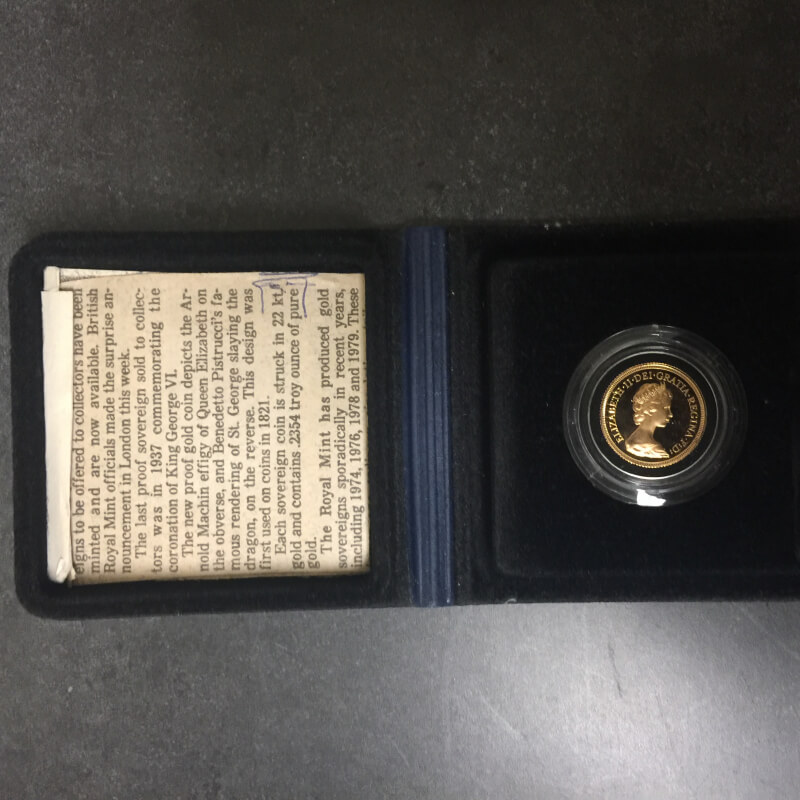 eigns to be offered to collectors have been
minted and are now available. British
Royal Mint officials made the surprise an-
nouncement in London this week.
The last proof sovereign sold to collec-
tors was in 1937 commemorating the
coronation of King George VI.
The new proof gold coin depicts the Ar-
nold Machin effigy of Queen Elizabeth on
the obverse, and Benedetto Pistrucci's fa-
mous rendering of St. George slaying the
dragon, on the reverse. This design was
first used on coins in 1821.
Each sovereign coin is struck in 22 kt.
gold and contains .2354 troy ounce of pure
gold.
The Royal Mint has produced gold
sovereigns sporadically in recent years,
including 1974, 1976, 1978 and 1979. These
ELIZABETH·II·DEI·GRATIA·REGINA·F:D: